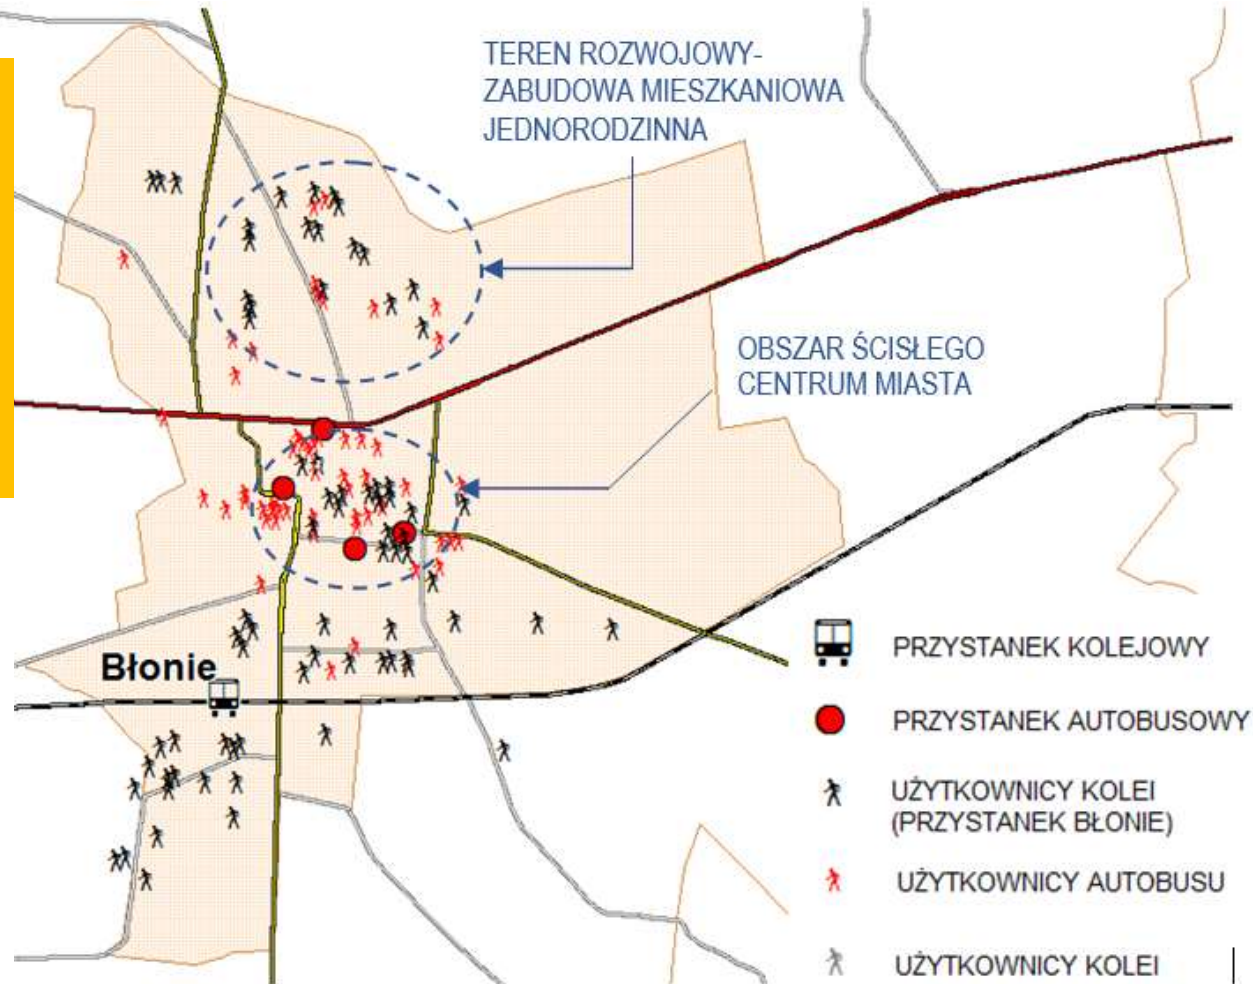 TEREN ROZWOJOWY-
ZABUDOWA MIESZKANIOWA
JEDNORODZINNA
OBSZAR ŚCISŁEGO
CENTRUM MIASTA
Błonie
PRZYSTANEK KOLEJOWY
PRZYSTANEK AUTOBUSOWY
UŻYTKOWNICY KOLEI
(PRZYSTANEK BŁONIE)
UŻYTKOWNICY AUTOBUSU
UŻYTKOWNICY KOLEI